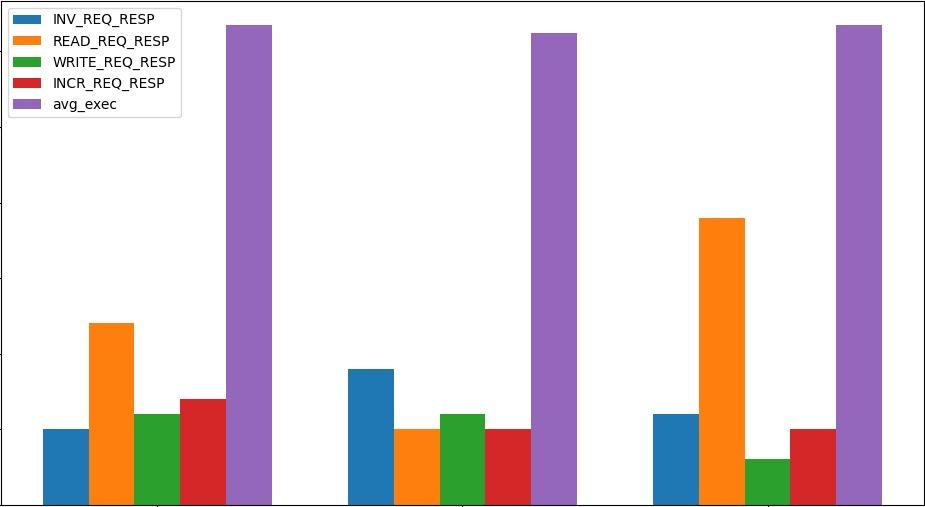 INV_REQ_RESP
READ_REQ_RESP
WRITE_REQ_RESP
INCR_REQ_RESP
avg_exec